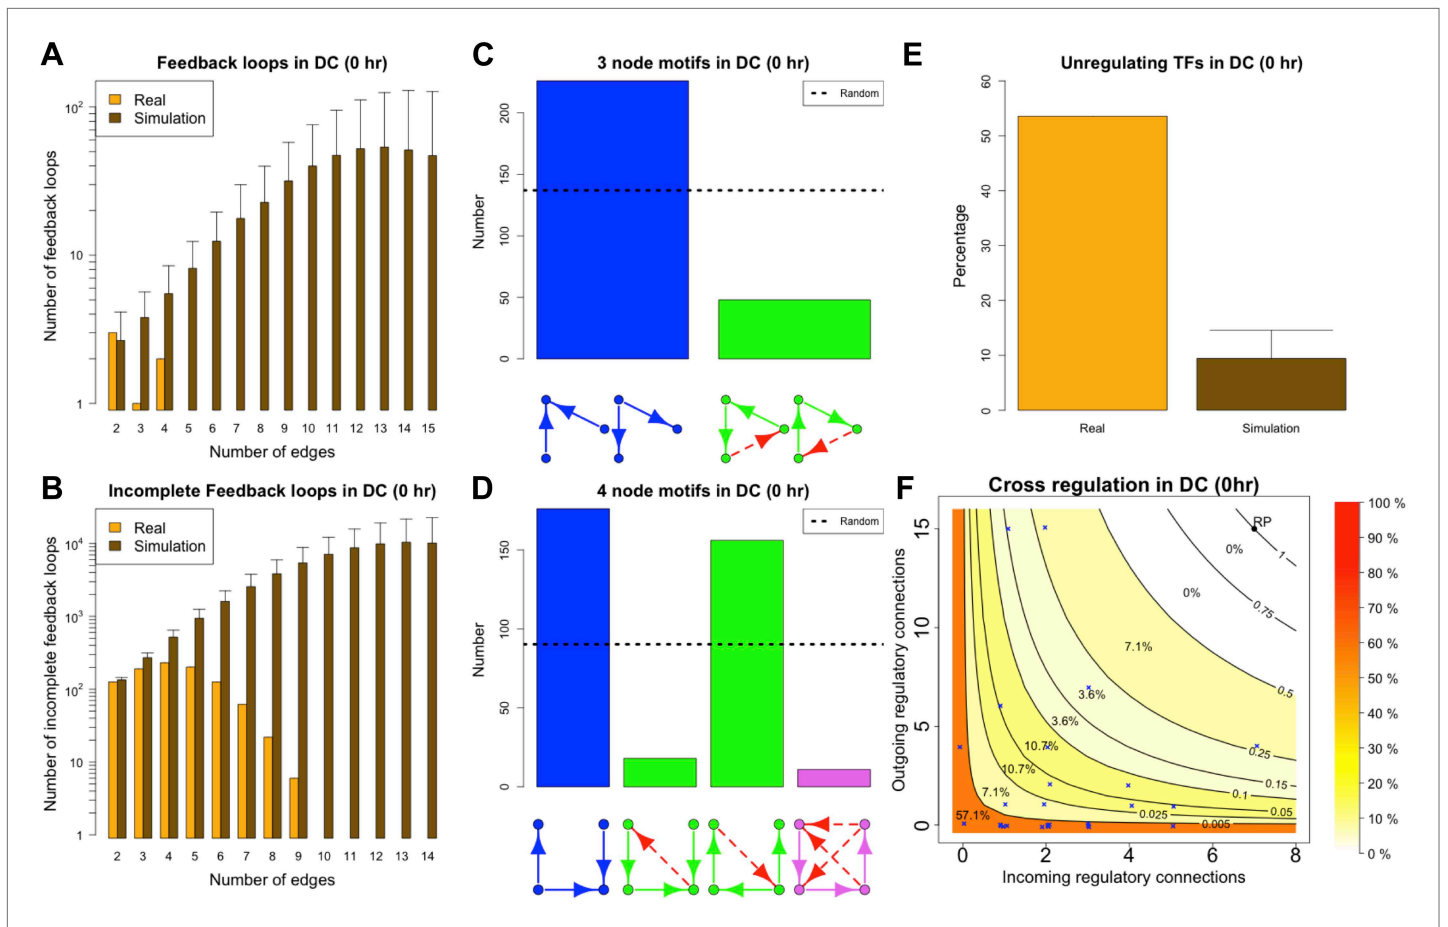 A
Feedback loops in DC (0 hr)
Real
Simulation
Number of feedback loops
10²
10
1
2 3 4 5 6 7 8 9 10 11 12 13 14 15
Number of edges
B
Incomplete Feedback loops in DC (0 hr)
Real
Simulation
Number of incomplete feedback loops
10⁴
10³
10²
10
1
2 3 4 5 6 7 8 9 10 11 12 13 14
Number of edges
C
3 node motifs in DC (0 hr)
Random
Number
200
150
100
50
0
D
4 node motifs in DC (0 hr)
Random
Number
150
100
50
0
E
Unregulating TFs in DC (0 hr)
Percentage
60
50
40
30
20
10
0
Real Simulation
F
Cross regulation in DC (0hr)
Outgoing regulatory connections
15
10
5
0
RP
1
0%
0%
0.75
7.1%
0.5
3.6%
3.6%
0.25
10.7%
10.7%
0.15
0.1
7.1%
0.05
57.1%
0.025
0.005
0 2 4 6 8
Incoming regulatory connections
100 %
90 %
80 %
70 %
60 %
50 %
40 %
30 %
20 %
10 %
0 %